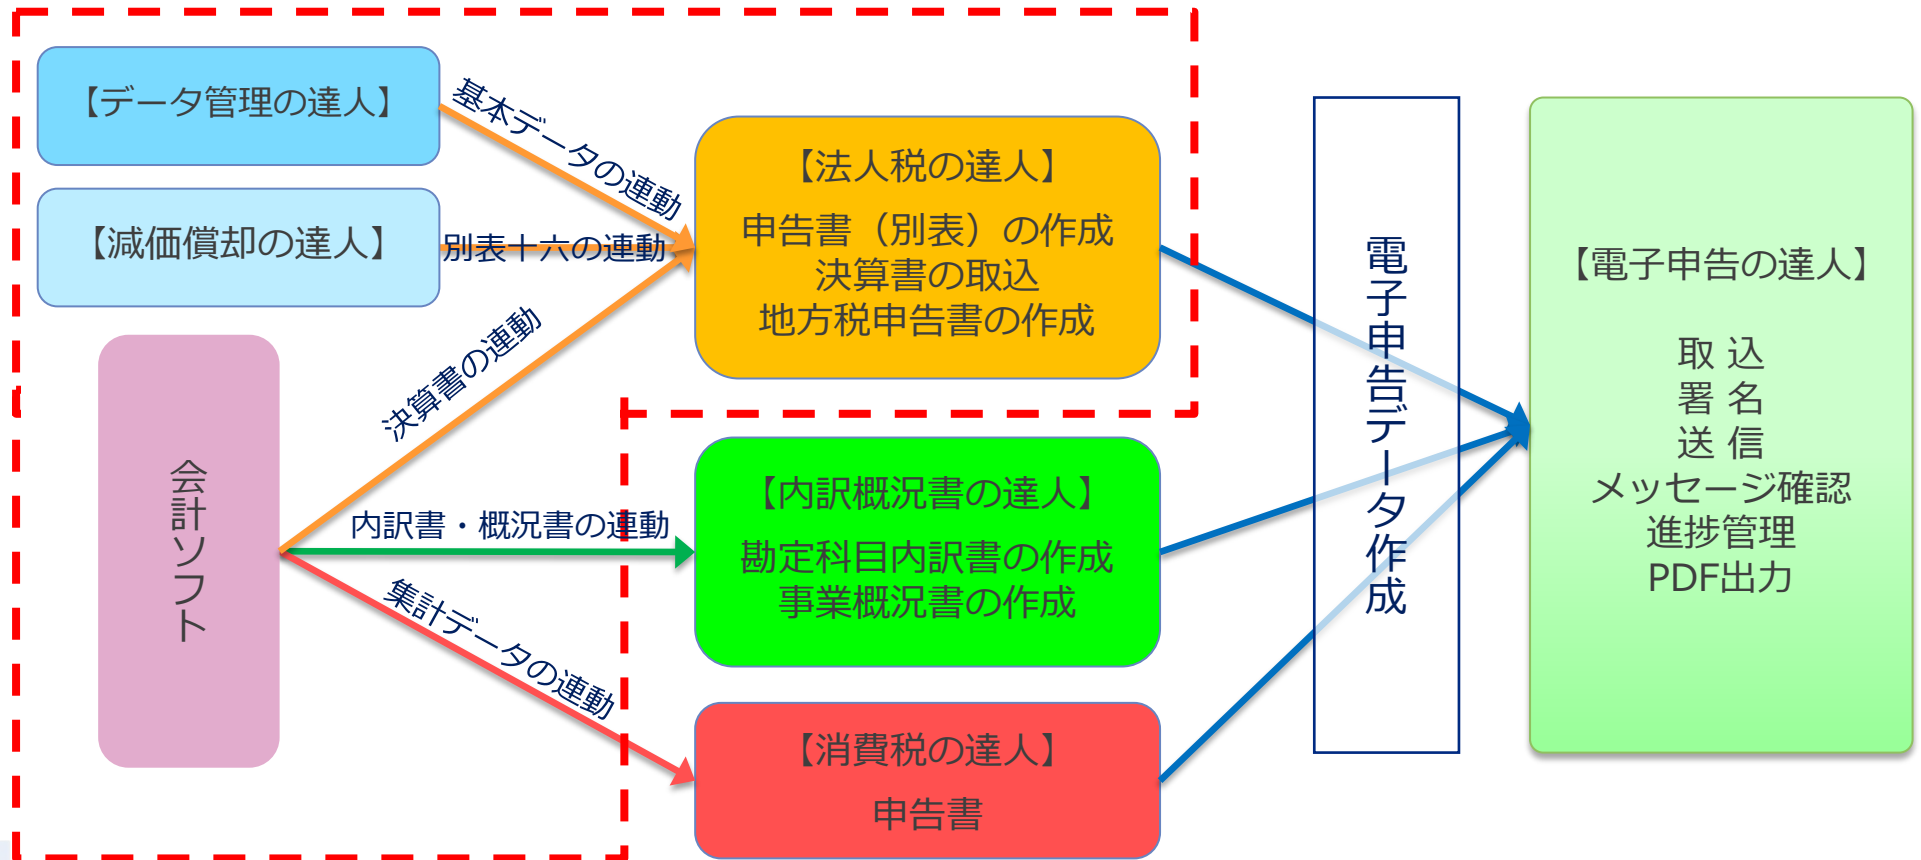 【データ管理の達人】
基本データの連動
【減価償却の達人】
別表十六の連動
会計ソフト
決算書の連動
内訳書・概況書の連動
集計データの連動
【法人税の達人】
申告書（別表）の作成
決算書の取込
地方税申告書の作成
【内訳概況書の達人】
勘定科目内訳書の作成
事業概況書の作成
【消費税の達人】
申告書
電子申告データ作成
【電子申告の達人】
取 込
署 名
送 信
メッセージ確認
進捗管理
PDF出力